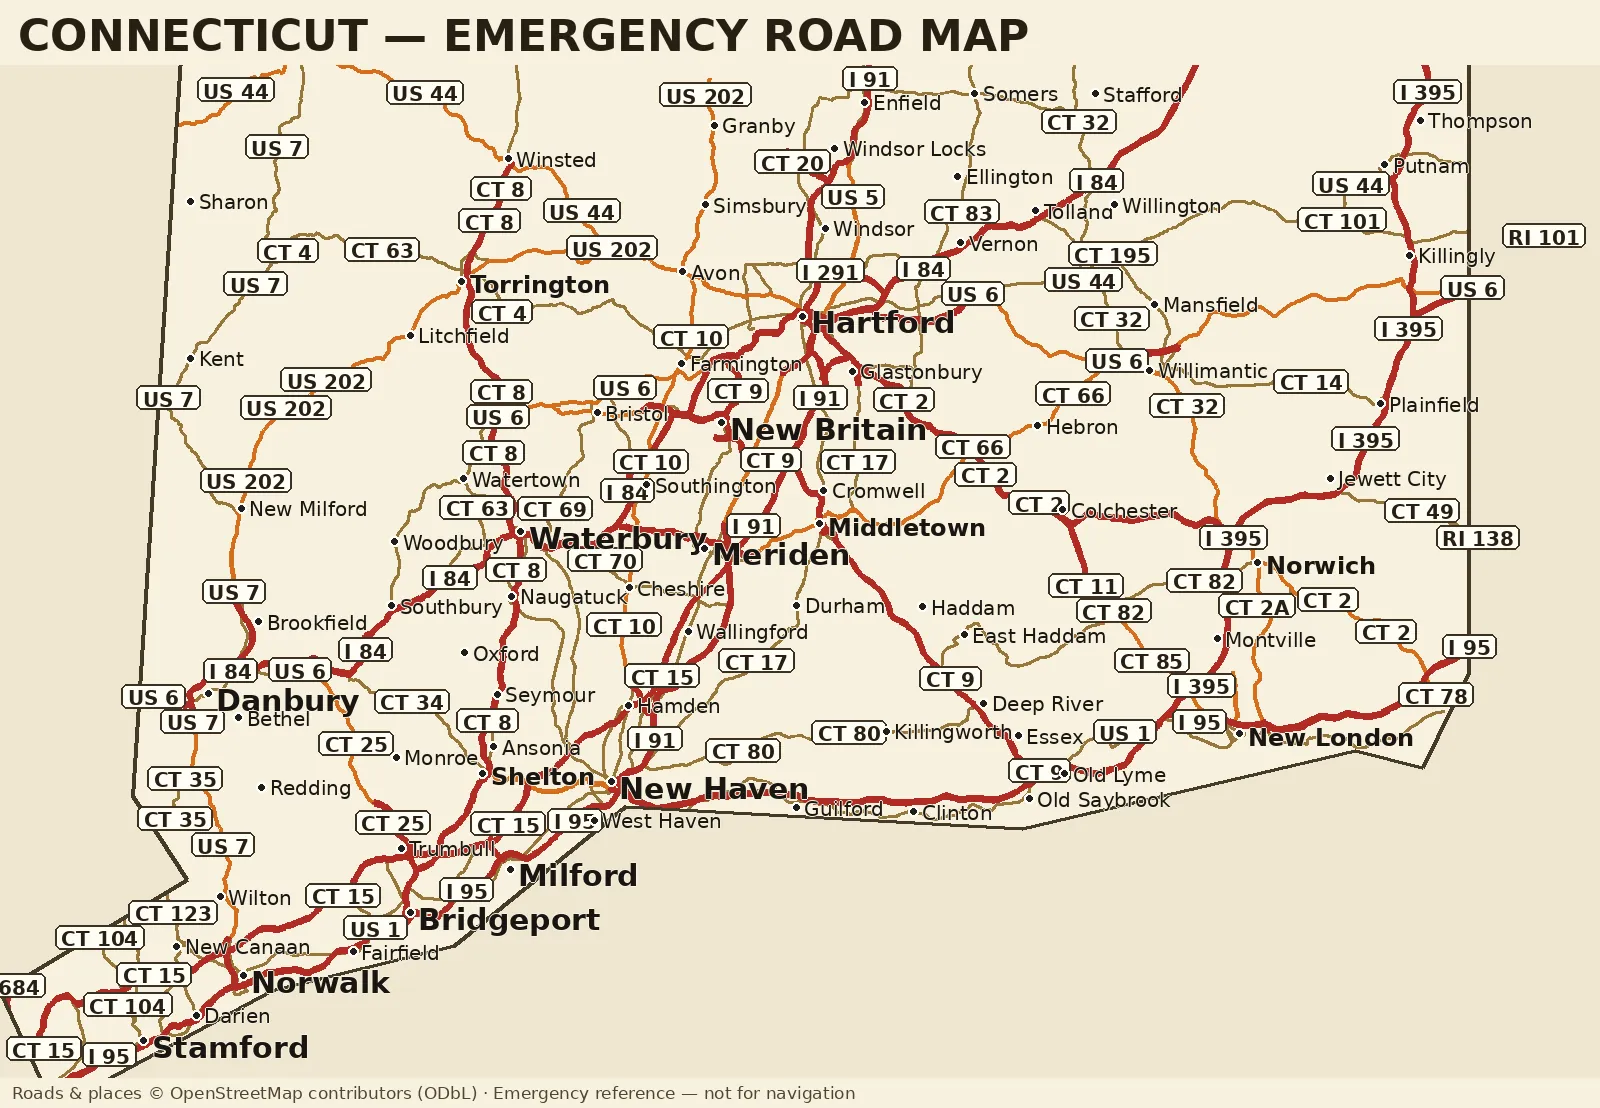 CONNECTICUT — EMERGENCY ROAD MAP
US 44
US 44
US 202
I 91
I 395
Enfield
Somers
Stafford
CT 32
Thompson
Granby
US 7
Winsted
CT 20
Windsor Locks
Putnam
CT 8
Ellington
I 84
US 44
Sharon
US 5
Simsbury
CT 8
US 44
CT 83
Tolland
Willington
CT 101
Windsor
RI 101
CT 4
CT 63
US 202
Vernon
CT 195
Killingly
I 291
I 84
Avon
US 7
Torrington
US 6
US 44
US 6
CT 4
Mansfield
Hartford
CT 32
I 395
Litchfield
CT 10
Kent
Farmington
US 6
Willimantic
Glastonbury
US 202
CT 14
US 7
CT 8
US 6
CT 9
I 91
CT 2
CT 66
CT 32
Plainfield
US 202
US 6
Bristol
New Britain
Hebron
I 395
CT 8
CT 10
CT 9
CT 17
CT 66
CT 2
US 202
Watertown
I 84
Southington
Cromwell
Jewett City
New Milford
CT 63
CT 69
CT 2
Colchester
CT 49
I 91
Middletown
Woodbury
Waterbury
Meriden
I 395
RI 138
CT 70
Norwich
I 84
CT 8
CT 11
CT 82
US 7
Cheshire
Naugatuck
Southbury
Durham
Haddam
CT 82
CT 2A
CT 2
Brookfield
CT 10
Wallingford
East Haddam
Montville
CT 2
I 84
Oxford
CT 17
CT 85
I 95
I 84
US 6
CT 15
CT 9
I 395
US 6
Danbury
CT 34
Seymour
CT 78
US 7
Bethel
CT 8
Hamden
Deep River
I 95
CT 25
Ansonia
I 91
CT 80
CT 80
Killingworth
Essex
US 1
New London
Monroe
Shelton
CT 9
Old Lyme
CT 35
Redding
New Haven
Old Saybrook
CT 35
CT 25
CT 15
I 95
West Haven
Guilford
Clinton
US 7
Trumbull
Milford
CT 15
I 95
Wilton
CT 123
US 1
Bridgeport
CT 104
New Canaan
Fairfield
CT 15
684
Norwalk
CT 104
Darien
CT 15
I 95
Stamford
Roads & places © OpenStreetMap contributors (ODbL) · Emergency reference — not for navigation